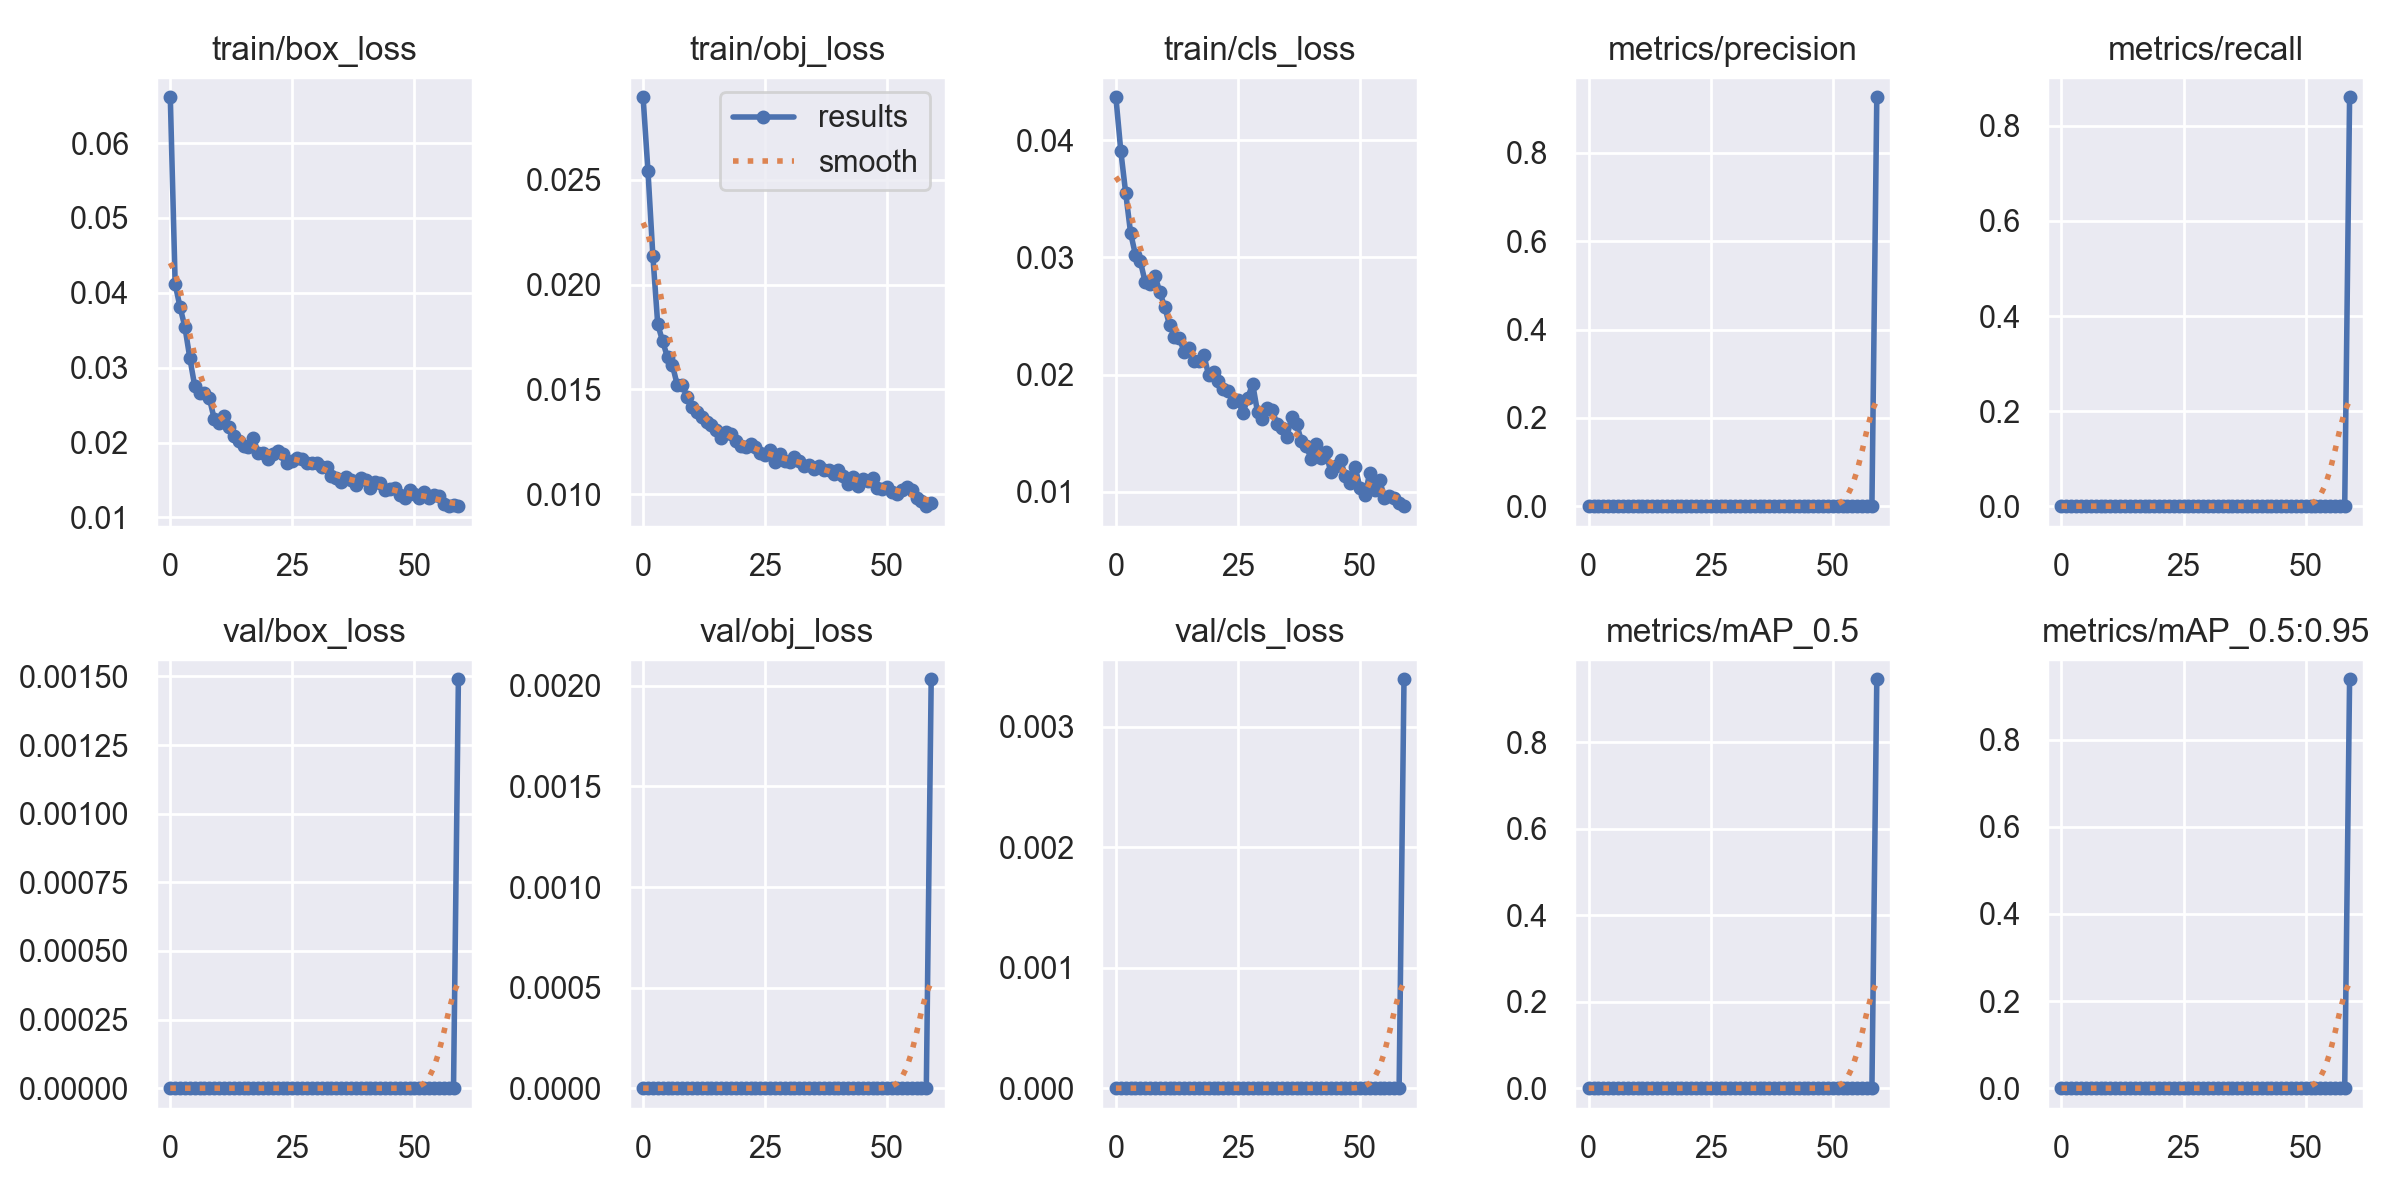 train/box_loss
0.06
0.05
0.04
0.03
0.02
0.01
0 25 50
train/obj_loss
results
smooth
0.025
0.020
0.015
0.010
0 25 50
train/cls_loss
0.04
0.03
0.02
0.01
0 25 50
metrics/precision
0.8
0.6
0.4
0.2
0.0
0 25 50
metrics/recall
0.8
0.6
0.4
0.2
0.0
0 25 50
val/box_loss
0.00150
0.00125
0.00100
0.00075
0.00050
0.00025
0.00000
0 25 50
val/obj_loss
0.0020
0.0015
0.0010
0.0005
0.0000
0 25 50
val/cls_loss
0.003
0.002
0.001
0.000
0 25 50
metrics/mAP_0.5
0.8
0.6
0.4
0.2
0.0
0 25 50
metrics/mAP_0.5:0.95
0.8
0.6
0.4
0.2
0.0
0 25 50